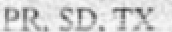 PR, SD, TX